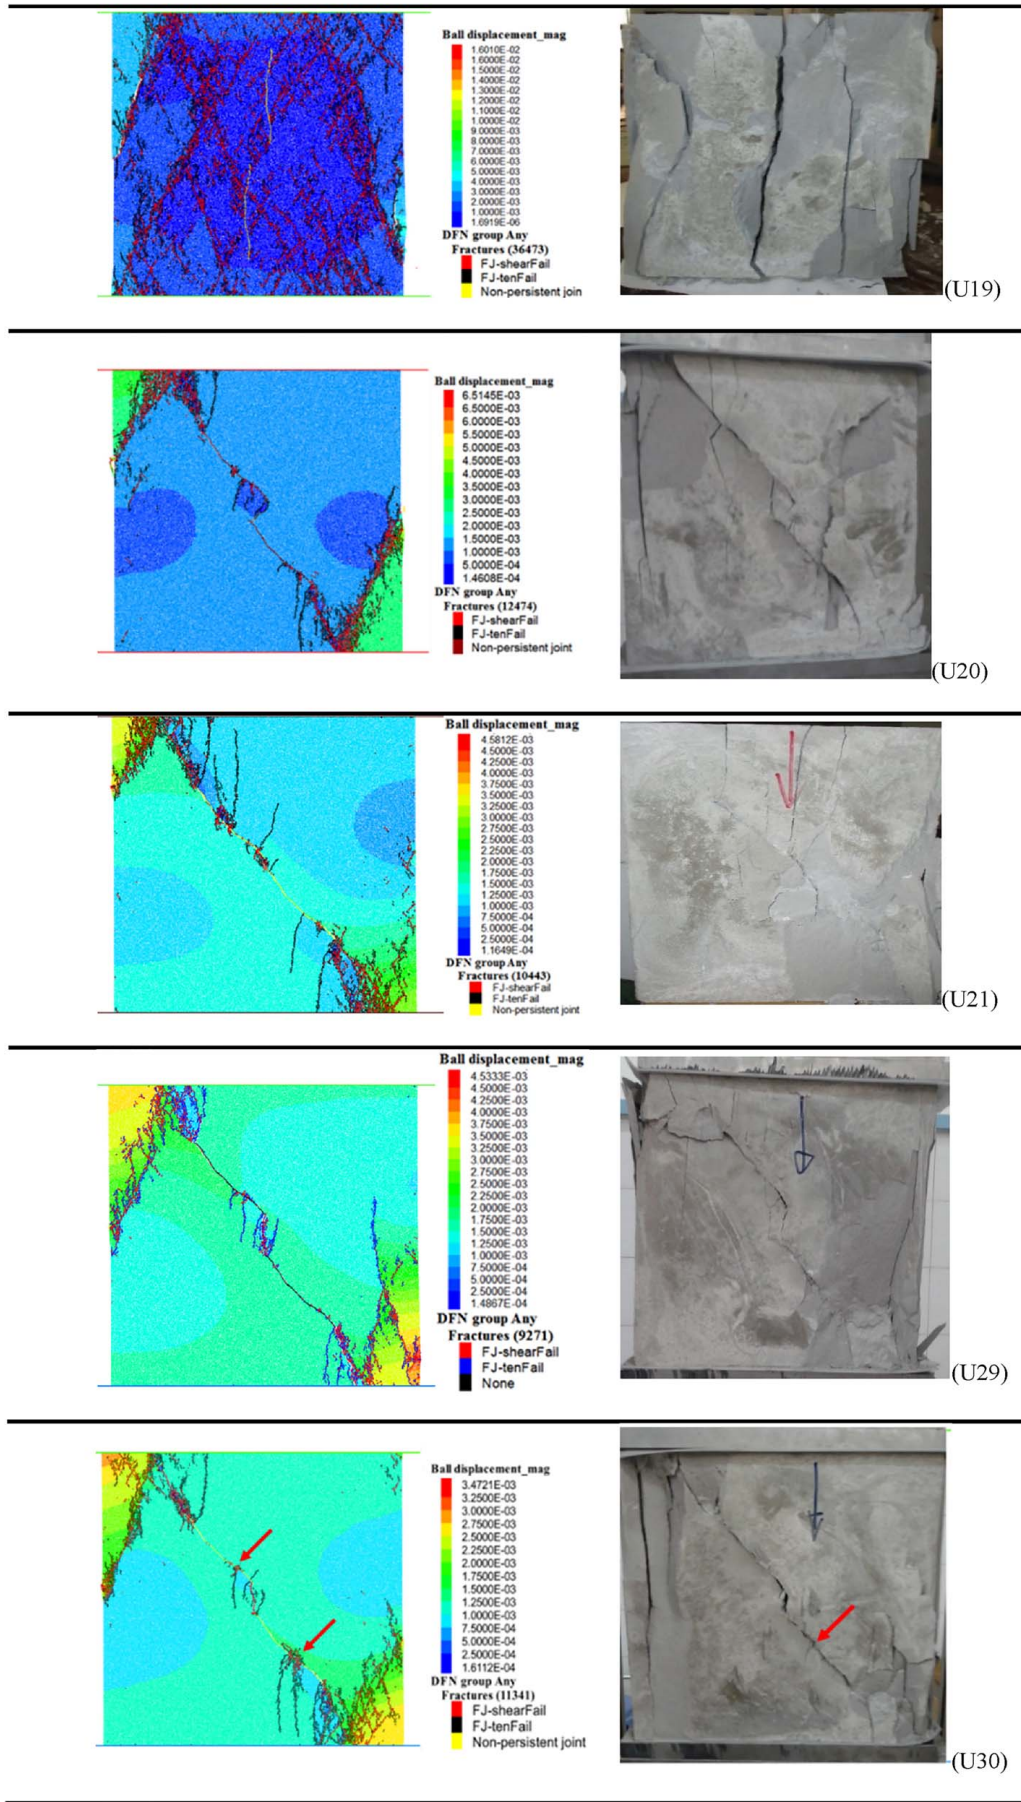 Ball displacement_mag
1.6010E-02
1.6000E-02
1.5000E-02
1.4000E-02
1.3000E-02
1.2000E-02
1.1000E-02
1.0000E-02
9.0000E-03
8.0000E-03
7.0000E-03
6.0000E-03
5.0000E-03
4.0000E-03
3.0000E-03
2.0000E-03
1.0000E-03
1.6919E-06
DFN group Any
Fractures (36473)
FJ-shearFail
FJ-tenFail
Non-persistent join
(U19)
Ball displacement_mag
6.5145E-03
6.5000E-03
6.0000E-03
5.5000E-03
5.0000E-03
4.5000E-03
4.0000E-03
3.5000E-03
3.0000E-03
2.5000E-03
2.0000E-03
1.5000E-03
1.0000E-03
5.0000E-04
1.4608E-04
DFN group Any
Fractures (12474)
FJ-shearFail
FJ-tenFail
Non-persistent joint
(U20)
Ball displacement_mag
4.5812E-03
4.5000E-03
4.2500E-03
4.0000E-03
3.7500E-03
3.5000E-03
3.2500E-03
3.0000E-03
2.7500E-03
2.5000E-03
2.2500E-03
2.0000E-03
1.7500E-03
1.5000E-03
1.2500E-03
1.0000E-03
7.5000E-04
5.0000E-04
2.5000E-04
1.1649E-04
DFN group Any
Fractures (10443)
FJ-shearFail
FJ-tenFail
Non-persistent joint
(U21)
Ball displacement_mag
4.5333E-03
4.5000E-03
4.2500E-03
4.0000E-03
3.7500E-03
3.5000E-03
3.2500E-03
3.0000E-03
2.7500E-03
2.5000E-03
2.2500E-03
2.0000E-03
1.7500E-03
1.5000E-03
1.2500E-03
1.0000E-03
7.5000E-04
5.0000E-04
2.5000E-04
1.4867E-04
DFN group Any
Fractures (9271)
FJ-shearFail
FJ-tenFail
None
(U29)
Ball displacement_mag
3.4721E-03
3.2500E-03
3.0000E-03
2.7500E-03
2.5000E-03
2.2500E-03
2.0000E-03
1.7500E-03
1.5000E-03
1.2500E-03
1.0000E-03
7.5000E-04
5.0000E-04
2.5000E-04
1.6112E-04
DFN group Any
Fractures (11341)
FJ-shearFail
FJ-tenFail
Non-persistent joint
(U30)